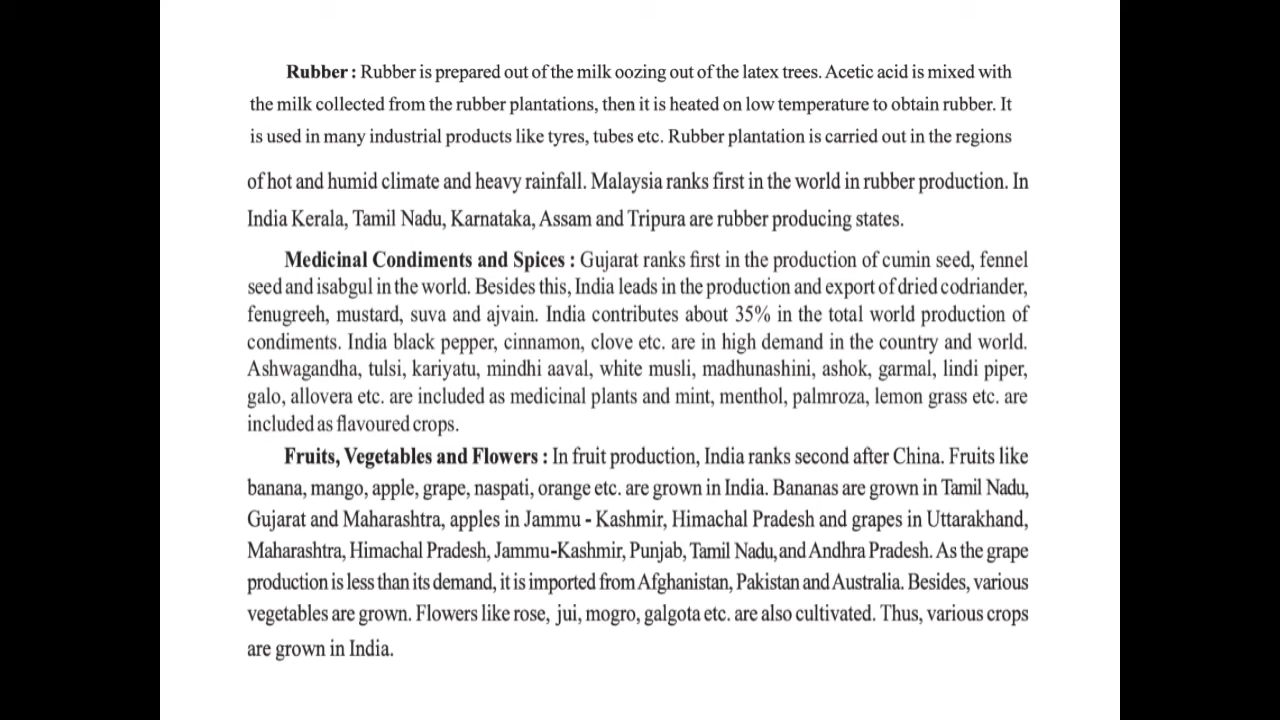 Rubber : Rubber is prepared out of the milk oozing out of the latex trees. Acetic acid is mixed with
the milk collected from the rubber plantations, then it is heated on low temperature to obtain rubber. It
is used in many industrial products like tyres, tubes etc. Rubber plantation is carried out in the regions
of hot and humid climate and heavy rainfall. Malaysia ranks first in the world in rubber production. In
India Kerala, Tamil Nadu, Karnataka, Assam and Tripura are rubber producing states.
Medicinal Condiments and Spices : Gujarat ranks first in the production of cumin seed, fennel
seed and isabgul in the world. Besides this, India leads in the production and export of dried codriander,
fenugreeh, mustard, suva and ajvain. India contributes about 35% in the total world production of
condiments. India black pepper, cinnamon, clove etc. are in high demand in the country and world.
Ashwagandha, tulsi, kariyatu, mindhi aaval, white musli, madhunashini, ashok, garmal, lindi piper,
galo, allovera etc. are included as medicinal plants and mint, menthol, palmroza, lemon grass etc. are
included as flavoured crops.
Fruits, Vegetables and Flowers : In fruit production, India ranks second after China. Fruits like
banana, mango, apple, grape, naspati, orange etc. are grown in India. Bananas are grown in Tamil Nadu,
Gujarat and Maharashtra, apples in Jammu - Kashmir, Himachal Pradesh and grapes in Uttarakhand,
Maharashtra, Himachal Pradesh, Jammu-Kashmir, Punjab, Tamil Nadu, and Andhra Pradesh. As the grape
production is less than its demand, it is imported from Afghanistan, Pakistan and Australia. Besides, various
vegetables are grown. Flowers like rose, jui, mogro, galgota etc. are also cultivated. Thus, various crops
are grown in India.